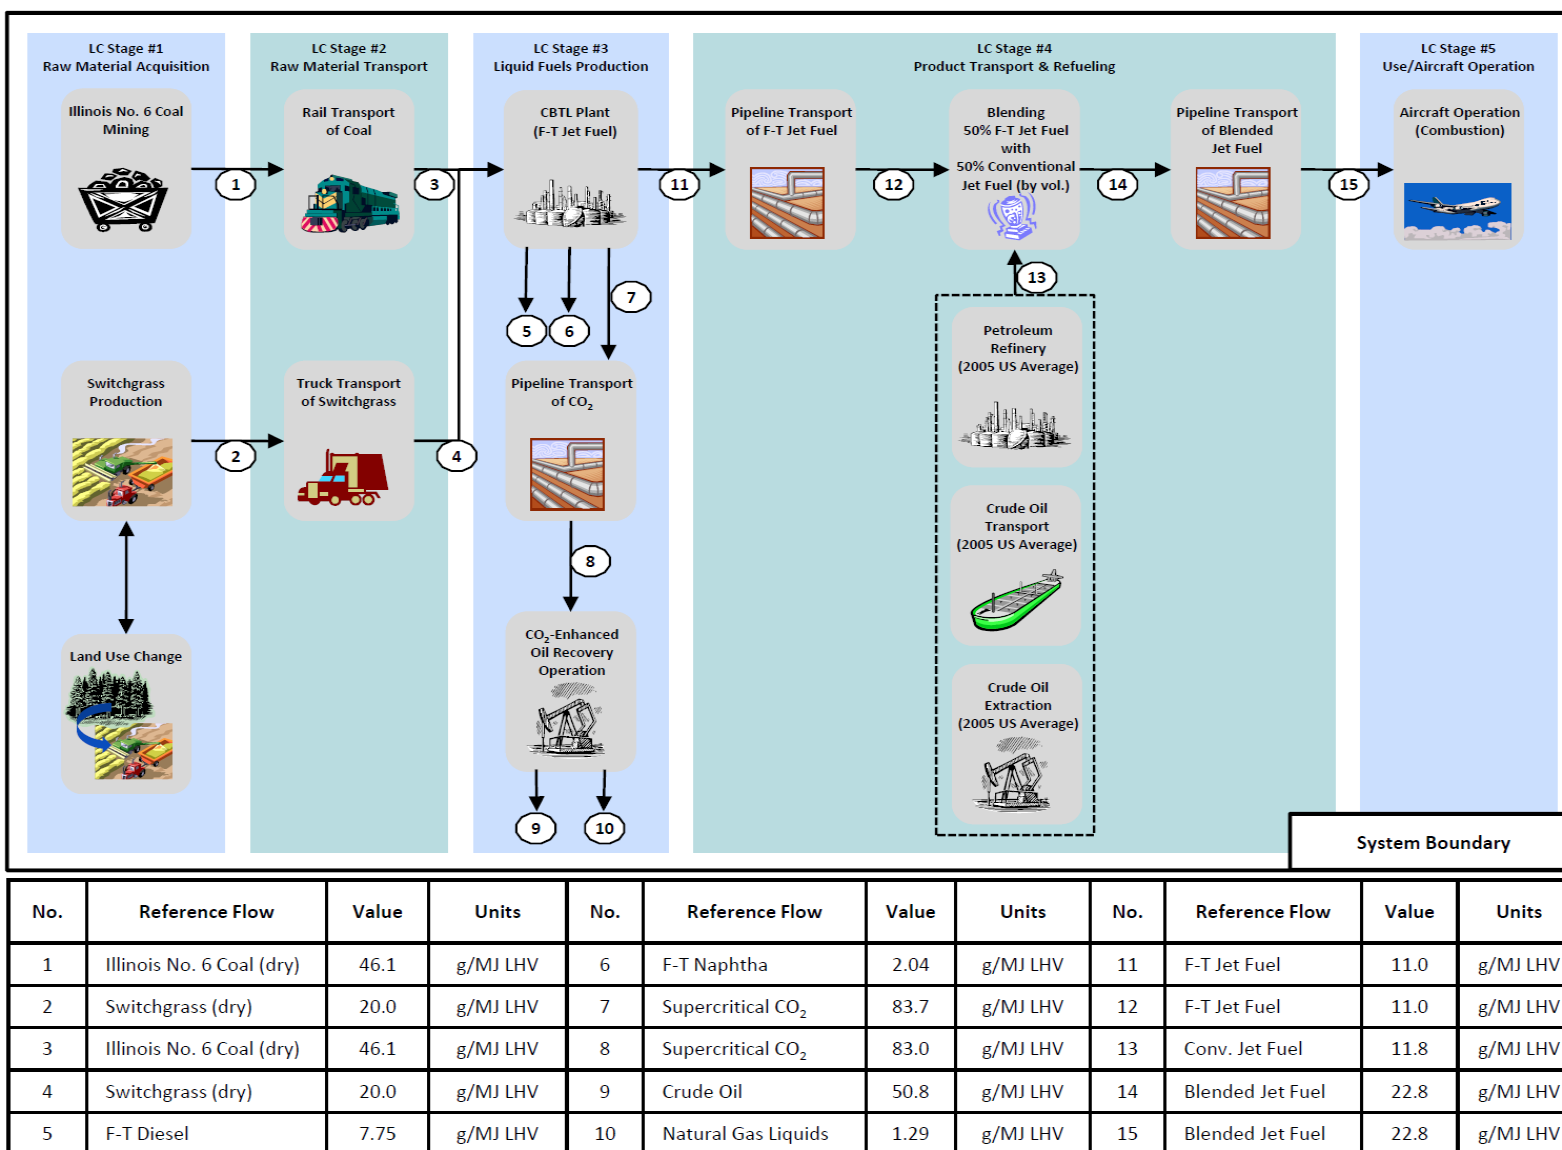 LC Stage #1
Raw Material Acquisition
LC Stage #2
Raw Material Transport
LC Stage #3
Liquid Fuels Production
LC Stage #4
Product Transport & Refueling
LC Stage #5
Use/Aircraft Operation
Illinois No. 6 Coal
Mining
Rail Transport
of Coal
CBTL Plant
(F-T Jet Fuel)
Pipeline Transport
of F-T Jet Fuel
Blending
50% F-T Jet Fuel
with
50% Conventional
Jet Fuel (by vol.)
Pipeline Transport
of Blended
Jet Fuel
Aircraft Operation
(Combustion)
1
3
11
12
14
15
13
7
5
6
Petroleum
Refinery
(2005 US Average)
Switchgrass
Production
Truck Transport
of Switchgrass
Pipeline Transport
of CO2
2
4
Crude Oil
Transport
(2005 US Average)
8
Land Use Change
CO2-Enhanced
Oil Recovery
Operation
Crude Oil
Extraction
(2005 US Average)
9
10
System Boundary
No. Reference Flow Value Units No. Reference Flow Value Units No. Reference Flow Value Units
1 Illinois No. 6 Coal (dry) 46.1 g/MJ LHV 6 F-T Naphtha 2.04 g/MJ LHV 11 F-T Jet Fuel 11.0 g/MJ LHV
2 Switchgrass (dry) 20.0 g/MJ LHV 7 Supercritical CO2 83.7 g/MJ LHV 12 F-T Jet Fuel 11.0 g/MJ LHV
3 Illinois No. 6 Coal (dry) 46.1 g/MJ LHV 8 Supercritical CO2 83.0 g/MJ LHV 13 Conv. Jet Fuel 11.8 g/MJ LHV
4 Switchgrass (dry) 20.0 g/MJ LHV 9 Crude Oil 50.8 g/MJ LHV 14 Blended Jet Fuel 22.8 g/MJ LHV
5 F-T Diesel 7.75 g/MJ LHV 10 Natural Gas Liquids 1.29 g/MJ LHV 15 Blended Jet Fuel 22.8 g/MJ LHV